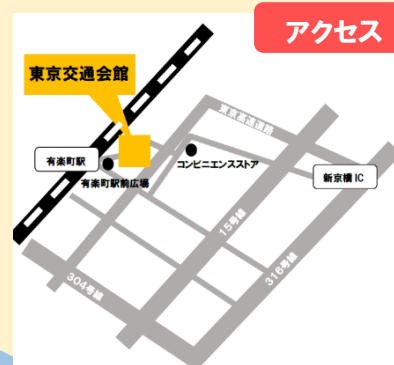 アクセス
東京交通会館
東京高速道路
有楽町駅
コンビニエンスストア
新京橋IC
有楽町駅前広場
15号線
316号線
304号線